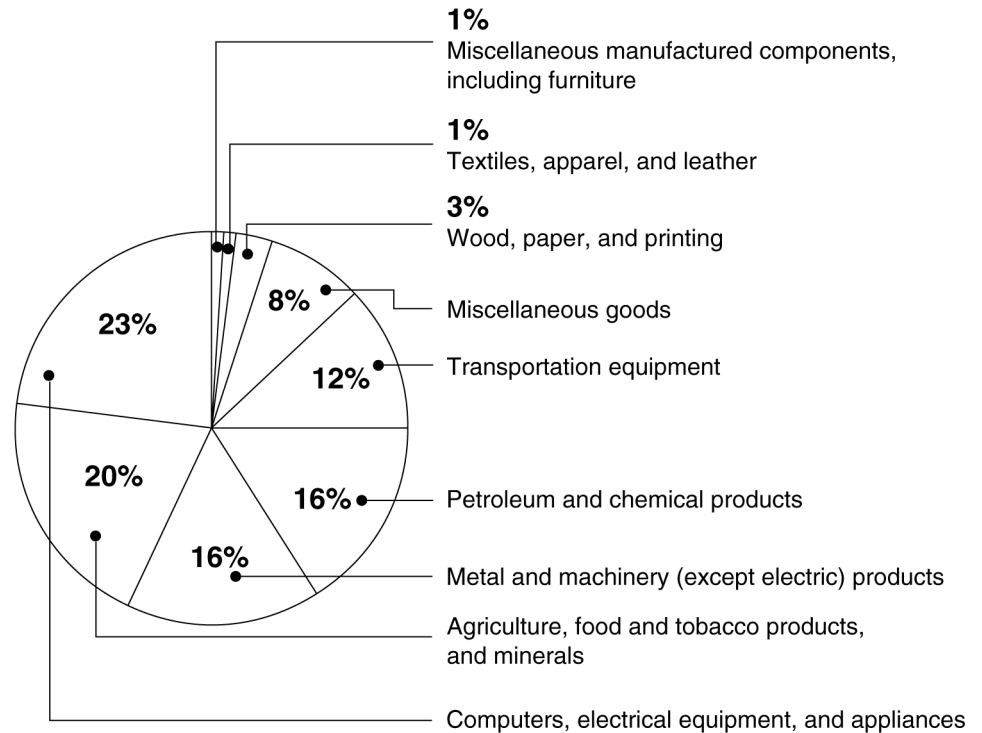 1%
Miscellaneous manufactured components,
including furniture
1%
Textiles, apparel, and leather
3%
Wood, paper, and printing
8%
Miscellaneous goods
23%
12%
Transportation equipment
20%
16%
Petroleum and chemical products
16%
Metal and machinery (except electric) products
Agriculture, food and tobacco products,
and minerals
Computers, electrical equipment, and appliances